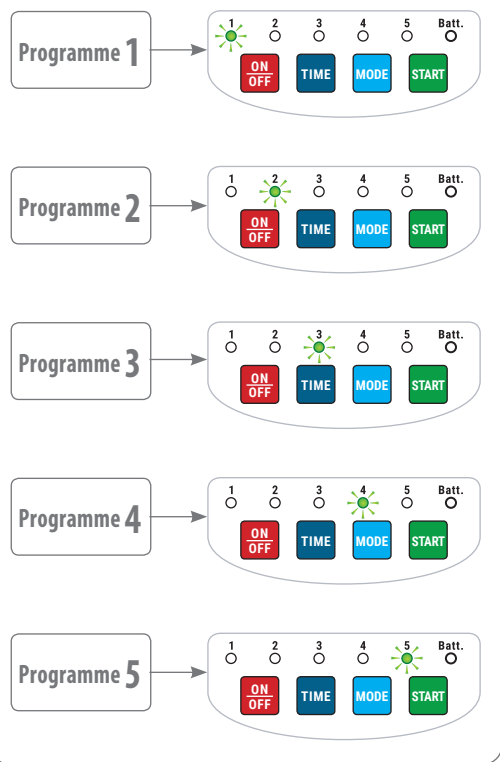 1 2 3 4 5 Batt.
Programme 1
ON
OFF TIME MODE START
1 2 3 4 5 Batt.
Programme 2
ON
OFF TIME MODE START
1 2 3 4 5 Batt.
Programme 3
ON
OFF TIME MODE START
1 2 3 4 5 Batt.
Programme 4
ON
OFF TIME MODE START
1 2 3 4 5 Batt.
Programme 5
ON
OFF TIME MODE START